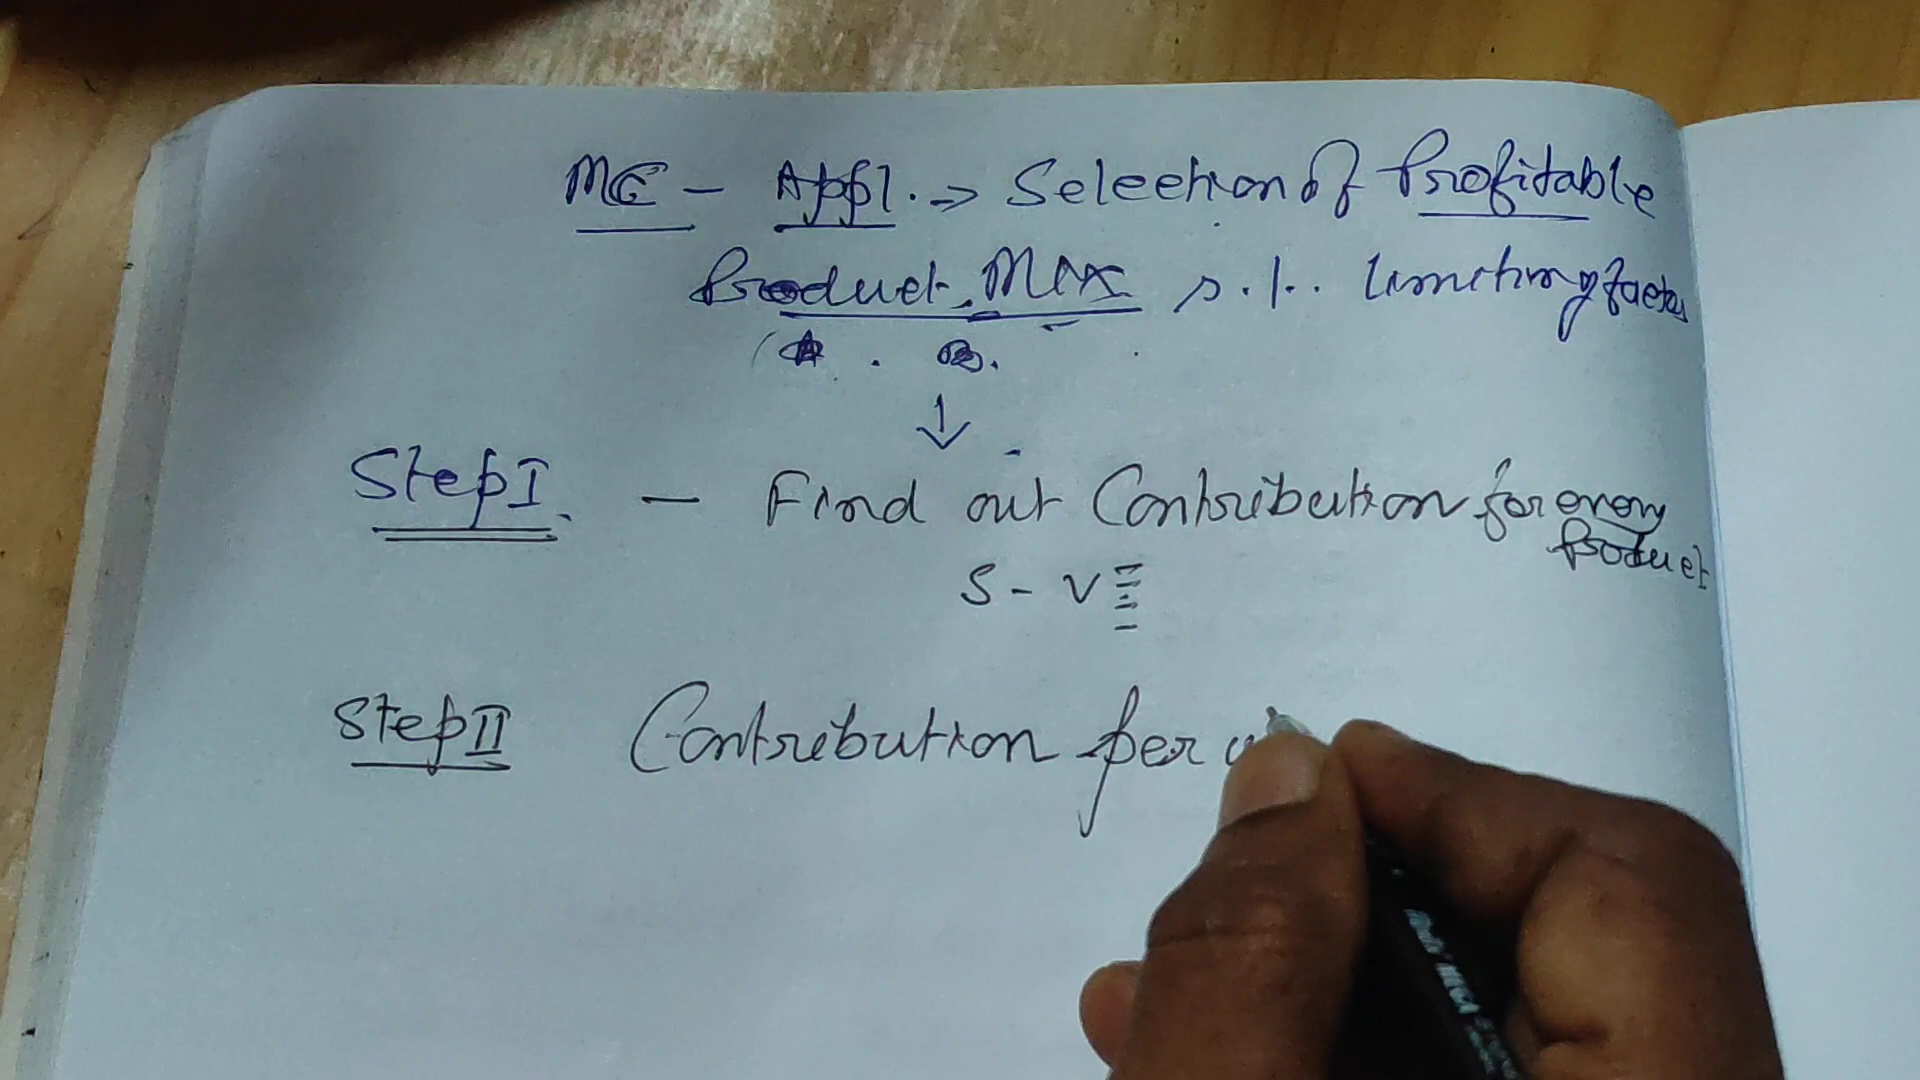 MC - Appl. => Selection of Profitable
Product Mix s.t. limiting factor
(A . B.
↓
Step I. - Find out Contribution for every
Product
S - V
Step II Contribution per